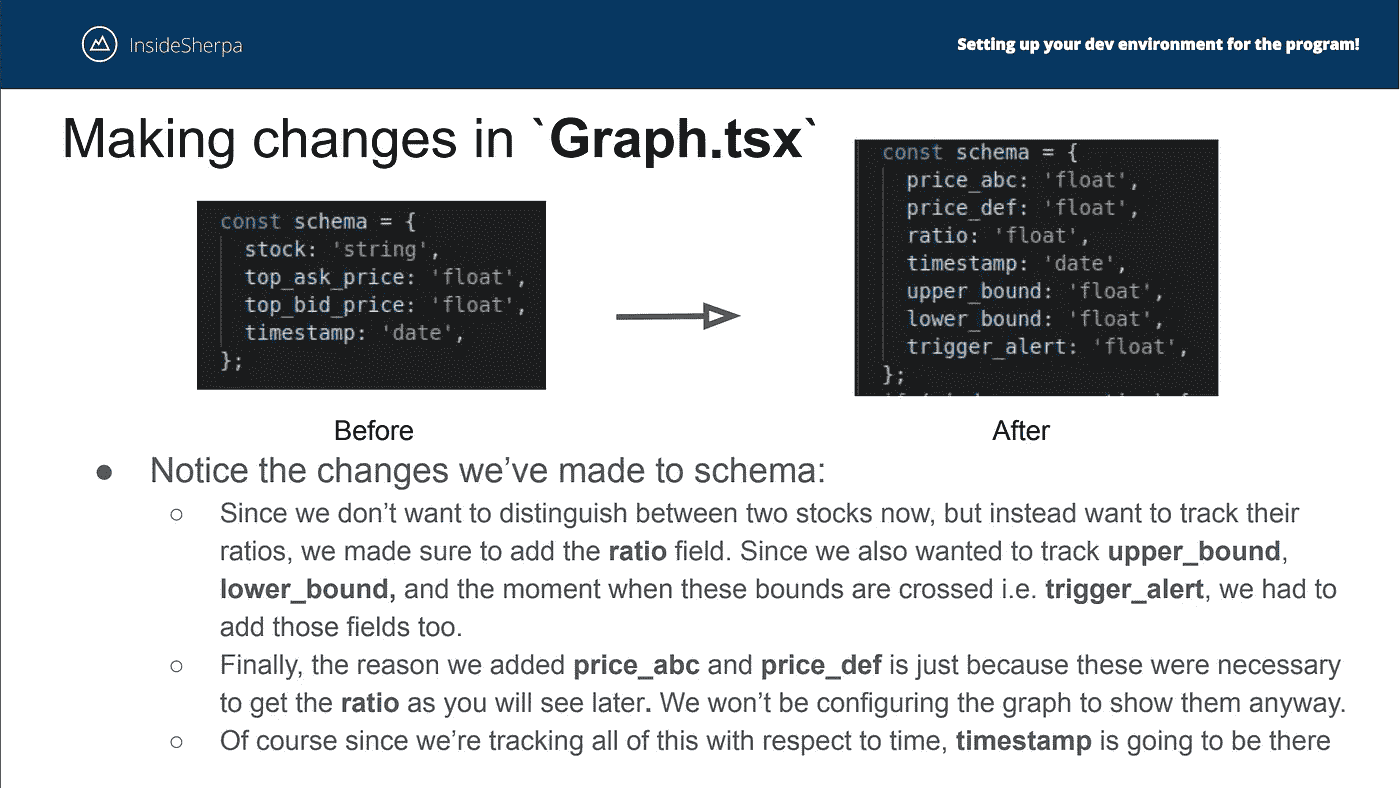 InsideSherpa
Setting up your dev environment for the program!
Making changes in `Graph.tsx`
const schema = {
stock: 'string',
top_ask_price: 'float',
top_bid_price: 'float',
timestamp: 'date',
};
const schema = {
price_abc: 'float',
price_def: 'float',
ratio: 'float',
timestamp: 'date',
upper_bound: 'float',
lower_bound: 'float',
trigger_alert: 'float',
};
Before
After
● Notice the changes we’ve made to schema:
○ Since we don’t want to distinguish between two stocks now, but instead want to track their
ratios, we made sure to add the ratio field. Since we also wanted to track upper_bound,
lower_bound, and the moment when these bounds are crossed i.e. trigger_alert, we had to
add those fields too.
○ Finally, the reason we added price_abc and price_def is just because these were necessary
to get the ratio as you will see later. We won’t be configuring the graph to show them anyway.
○ Of course since we’re tracking all of this with respect to time, timestamp is going to be there